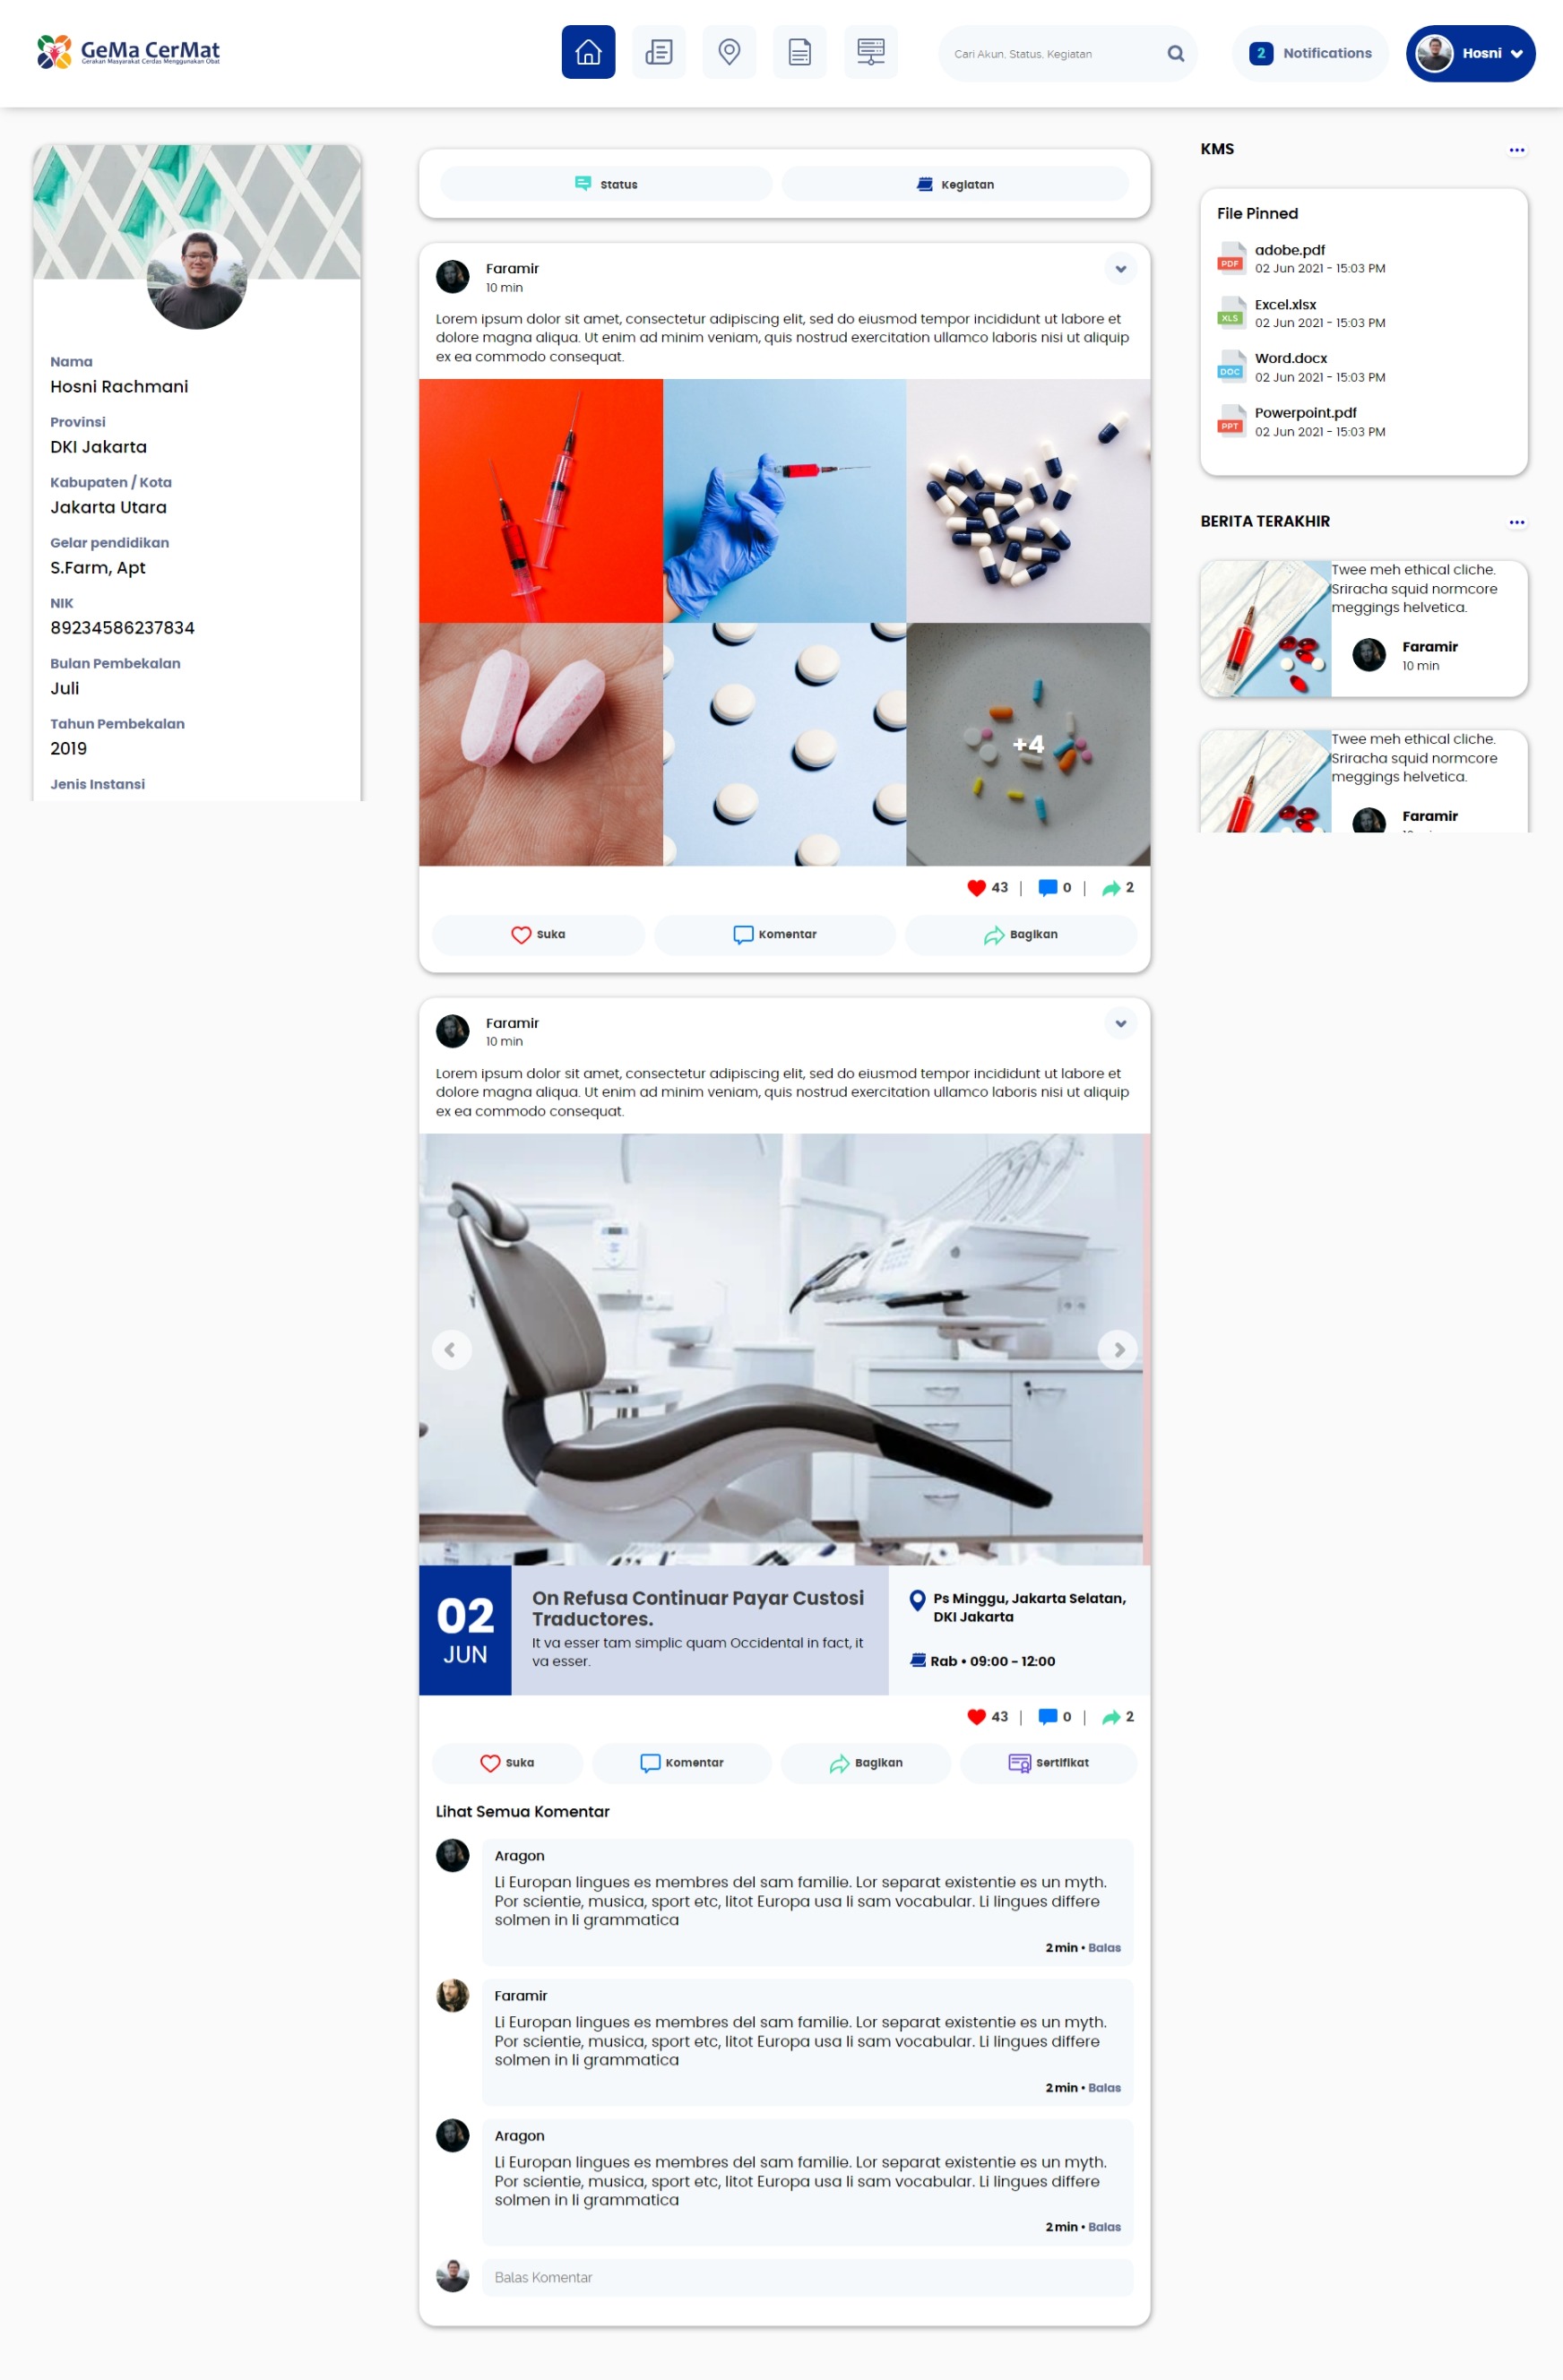 GeMa CerMat
Gerakan Masyarakat Cerdas Menggunakan Obat
Cari Akun, Status, Kegiatan
2 Notifications
Hosni
Nama
Hosni Rachmani
Provinsi
DKI Jakarta
Kabupaten / Kota
Jakarta Utara
Gelar pendidikan
S.Farm, Apt
NIK
89234586237834
Bulan Pembekalan
Juli
Tahun Pembekalan
2019
Jenis Instansi
Status
Kegiatan
Faramir
10 min
Lorem ipsum dolor sit amet, consectetur adipiscing elit, sed do eiusmod tempor incididunt ut labore et
dolore magna aliqua. Ut enim ad minim veniam, quis nostrud exercitation ullamco laboris nisi ut aliquip
ex ea commodo consequat.
+4
43 | 0 | 2
Suka
Komentar
Bagikan
Faramir
10 min
Lorem ipsum dolor sit amet, consectetur adipiscing elit, sed do eiusmod tempor incididunt ut labore et
dolore magna aliqua. Ut enim ad minim veniam, quis nostrud exercitation ullamco laboris nisi ut aliquip
ex ea commodo consequat.
02
JUN
On Refusa Continuar Payar Custosi
Traductores.
It va esser tam simplic quam Occidental in fact, it
va esser.
Ps Minggu, Jakarta Selatan,
DKI Jakarta
Rab • 09:00 - 12:00
43 | 0 | 2
Suka
Komentar
Bagikan
Sertifikat
Lihat Semua Komentar
Aragon
Li Europan lingues es membres del sam familie. Lor separat existentie es un myth.
Por scientie, musica, sport etc, litot Europa usa li sam vocabular. Li lingues differe
solmen in li grammatica
2 min • Balas
Faramir
Li Europan lingues es membres del sam familie. Lor separat existentie es un myth.
Por scientie, musica, sport etc, litot Europa usa li sam vocabular. Li lingues differe
solmen in li grammatica
2 min • Balas
Aragon
Li Europan lingues es membres del sam familie. Lor separat existentie es un myth.
Por scientie, musica, sport etc, litot Europa usa li sam vocabular. Li lingues differe
solmen in li grammatica
2 min • Balas
Balas Komentar
KMS
File Pinned
PDF
adobe.pdf
02 Jun 2021 - 15:03 PM
XLS
Excel.xlsx
02 Jun 2021 - 15:03 PM
DOC
Word.docx
02 Jun 2021 - 15:03 PM
PPT
Powerpoint.pdf
02 Jun 2021 - 15:03 PM
BERITA TERAKHIR
Twee meh ethical cliche.
Sriracha squid normcore
meggings helvetica.
Faramir
10 min
Twee meh ethical cliche.
Sriracha squid normcore
meggings helvetica.
Faramir